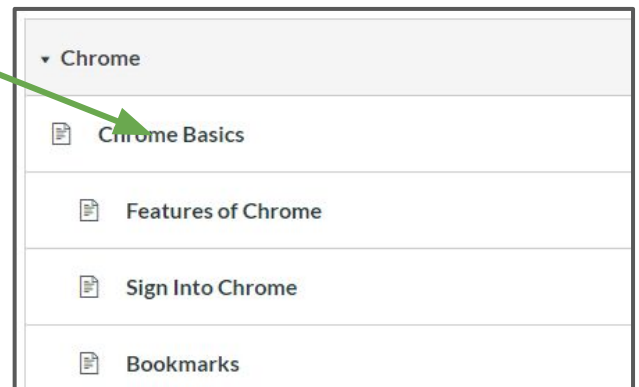 Chrome
Chrome Basics
Features of Chrome
Sign Into Chrome
Bookmarks